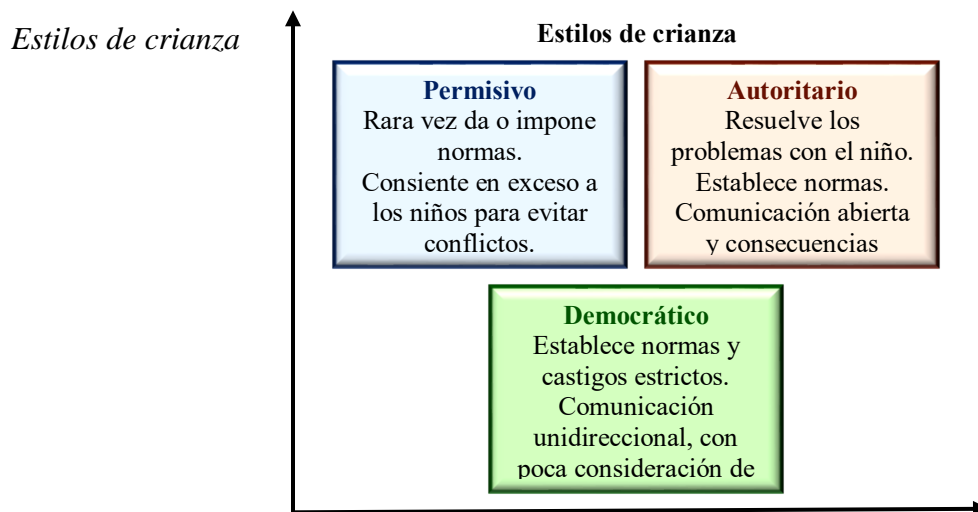 Estilos de crianza
Estilos de crianza
Permisivo
Rara vez da o impone
normas.
Consiente en exceso a
los niños para evitar
conflictos.
Autoritario
Resuelve los
problemas con el niño.
Establece normas.
Comunicación abierta
y consecuencias
Democrático
Establece normas y
castigos estrictos.
Comunicación
unidireccional, con
poca consideración de